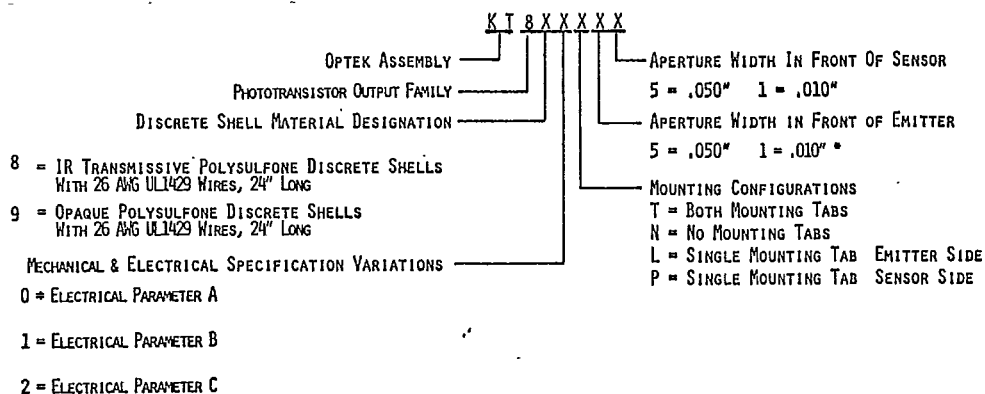 KT8XXXXX
OPTEK ASSEMBLY
PHOTOTRANSISTOR OUTPUT FAMILY
DISCRETE SHELL MATERIAL DESIGNATION
8 = IR TRANSMISSIVE POLYSULFONE DISCRETE SHELLS
WITH 26 AWG UL1429 WIRES, 24" LONG
9 = OPAQUE POLYSULFONE DISCRETE SHELLS
WITH 26 AWG UL1429 WIRES, 24" LONG
MECHANICAL & ELECTRICAL SPECIFICATION VARIATIONS
0 = ELECTRICAL PARAMETER A
1 = ELECTRICAL PARAMETER B
2 = ELECTRICAL PARAMETER C
APERTURE WIDTH IN FRONT OF SENSOR
5 = .050" 1 = .010"
APERTURE WIDTH IN FRONT OF EMITTER
5 = .050" 1 = .010" *
MOUNTING CONFIGURATIONS
T = BOTH MOUNTING TABS
N = NO MOUNTING TABS
L = SINGLE MOUNTING TAB EMITTER SIDE
P = SINGLE MOUNTING TAB SENSOR SIDE